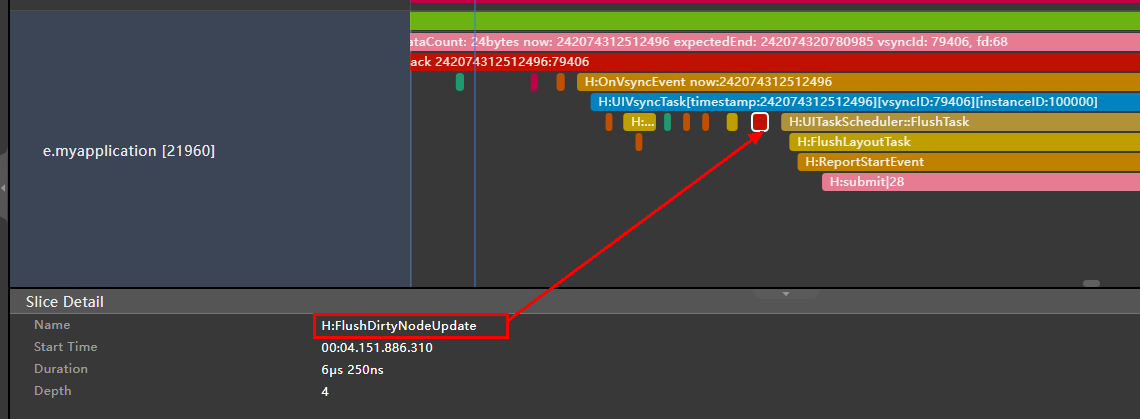 ataCount: 24bytes now: 242074312512496 expectedEnd: 242074320780985 vsyncId: 79406, fd:68
ack 242074312512496:79406
H:OnVsyncEvent now:242074312512496
H:UIVsyncTask[timestamp:242074312512496][vsyncID:79406][instanceID:100000]
H:... H:UITaskScheduler::FlushTask
H:FlushLayoutTask
e.myapplication [21960]
H:ReportStartEvent
H:submit|28
Slice Detail
Name H:FlushDirtyNodeUpdate
Start Time 00:04.151.886.310
Duration 6μs 250ns
Depth 4